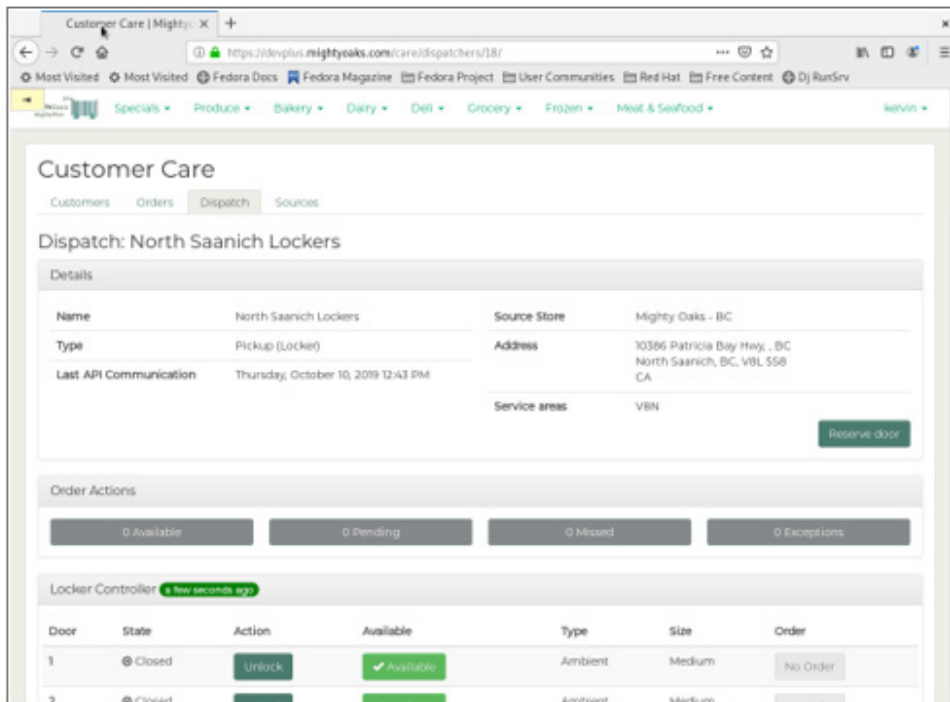 Customer Care | Mighty
https://devplus.mightyoaks.com/care/dispatchers/18/
Most Visited Most Visited Fedora Docs Fedora Magazine Fedora Project User Communities Red Hat Free Content Dj RunSrv
Specials Produce Bakery Dairy Deli Grocery Frozen Meat & Seafood kelvin
Customer Care
Customers Orders Dispatch Sources
Dispatch: North Saanich Lockers
Details
Name North Saanich Lockers Source Store Mighty Oaks - BC
Type Pickup (Locker) Address 10386 Patricia Bay Hwy, , BC
North Saanich, BC, V8L 5S8
Last API Communication Thursday, October 10, 2019 12:43 PM CA
Service areas V8N
Reserve door
Order Actions
0 Available 0 Pending 0 Missed 0 Exceptions
Locker Controller a few seconds ago
Door State Action Available Type Size Order
1 Closed Unlock Available Ambient Medium No Order
2 Closed Ambient Medium